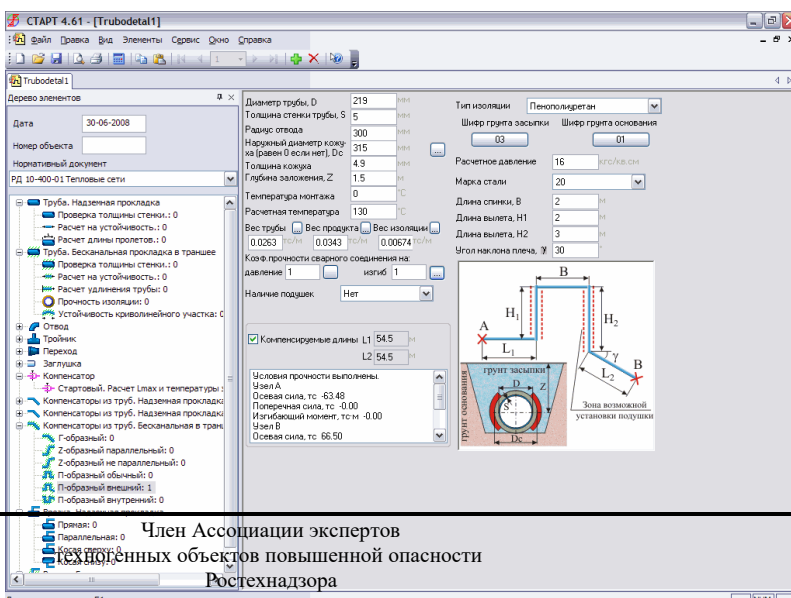 СТАРТ 4.61 - [Trubodetal1]
Файл Правка Вид Элементы Сервис Окно Справка
1
Trubodetal1
Дерево элементов
Дата 30-06-2008
Номер объекта
Нормативный документ
РД 10-400-01 Тепловые сети
Труба. Надземная прокладка
Проверка толщины стенки.: 0
Расчет на устойчивость.: 0
Расчет длины пролетов.: 0
Труба. Бесканальная прокладка в траншее
Проверка толщины стенки.: 0
Расчет на устойчивость.: 0
Расчет удлинения трубы: 0
Прочность изоляции: 0
Устойчивость криволинейного участка: 0
Отвод
Тройник
Переход
Заглушка
Компенсатор
Стартовый. Расчет Lmax и температуры
Компенсаторы из труб. Надземная прокладка
Компенсаторы из труб. Надземная прокладка
Компенсаторы из труб. Бесканальная в тран
Г-образный: 0
Z-образный параллельный: 0
Z-образный не параллельный: 0
П-образный обычный: 0
П-образный внешний: 1
П-образный внутренний: 0
Прямая: 0
Параллельная: 0
Косая сверху: 0
Косая снизу: 0
Диаметр трубы, D 219 мм
Толщина стенки трубы, S 5 мм
Радиус отвода 300 мм
Наружный диаметр кожу-
ха (равен 0 если нет), Dc 315 мм ...
Толщина кожуха 4.9 мм
Глубина заложения, Z 1.5 м
Температура монтажа 0 °C
Расчетная температура 130 °C
Вес трубы ... Вес продукта ... Вес изоляции ...
0.0263 тс/м 0.0343 тс/м 0.00674 тс/м
Коэф.прочности сварного соединения на:
давление 1 изгиб 1 ...
Наличие подушек Нет
Компенсируемые длины L1 54.5 м
L2 54.5 м
Условия прочности выполнены.
Узел А
Осевая сила, тс -63.48
Поперечная сила, тс -0.00
Изгибающий момент, тс·м -0.00
Узел В
Осевая сила, тс 66.50
Тип изоляции Пенополиуретан
Шифр грунта засыпки Шифр грунта основания
03 01
Расчетное давление 16 кгс/кв.см
Марка стали 20
Длина спинки, В 2 м
Длина вылета, H1 2 м
Длина вылета, H2 3 м
Угол наклона плеча, γ 30 °
B
H1
H2
A
L1
γ
L2
B
грунт засыпки
грунт основания
D
S
Z
Dc
Зона возможной
установки подушки
Член Ассоциации экспертов
техногенных объектов повышенной опасности
Ростехнадзора